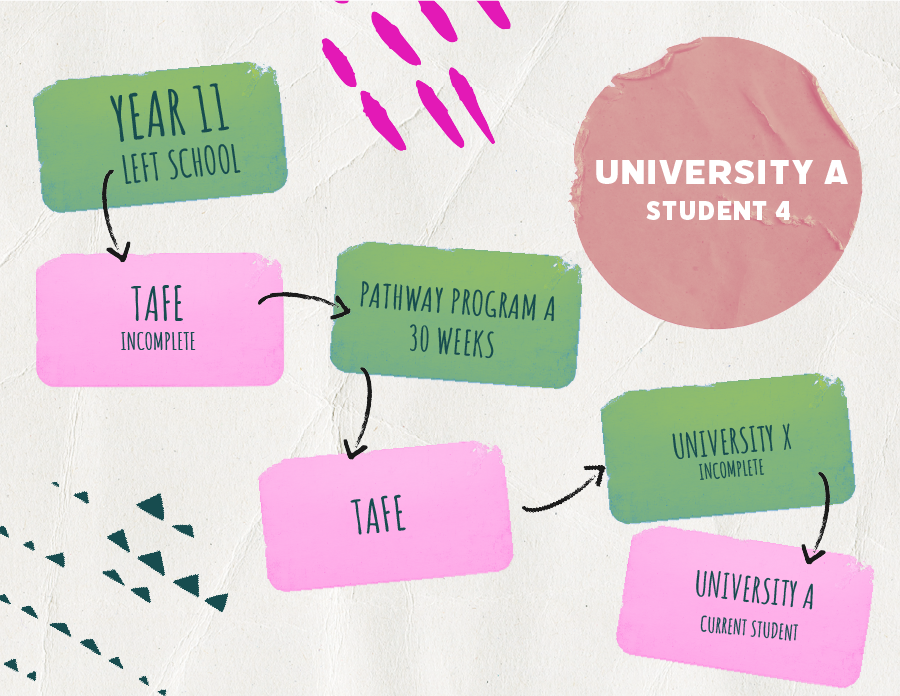 YEAR 11
LEFT SCHOOL
UNIVERSITY A
STUDENT 4
TAFE
INCOMPLETE
PATHWAY PROGRAM A
30 WEEKS
TAFE
UNIVERSITY X
INCOMPLETE
UNIVERSITY A
CURRENT STUDENT